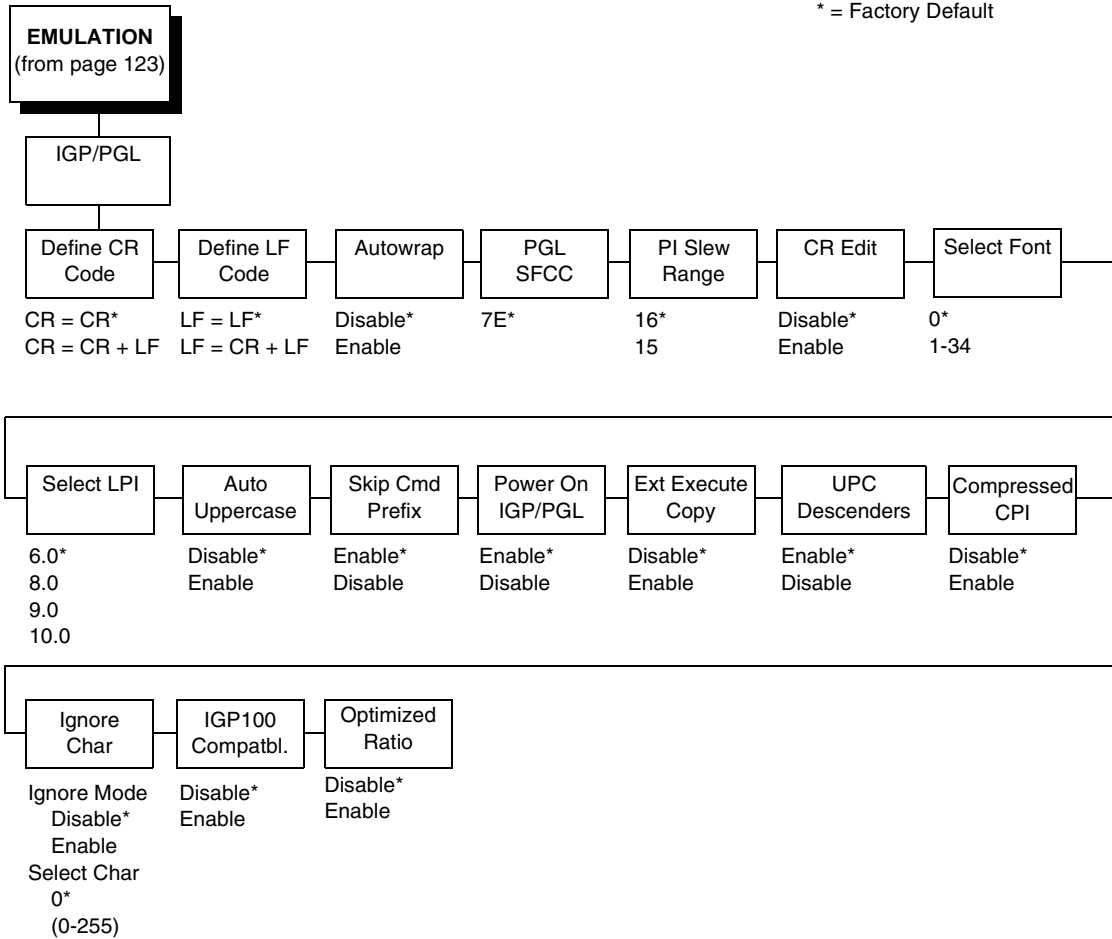 * = Factory Default
EMULATION
(from page 123)
IGP/PGL
Define CR
Code
CR = CR*
CR = CR + LF
Define LF
Code
LF = LF*
LF = CR + LF
Autowrap
Disable*
Enable
PGL
SFCC
7E*
PI Slew
Range
16*
15
CR Edit
Disable*
Enable
Select Font
0*
1-34
Select LPI
6.0*
8.0
9.0
10.0
Auto
Uppercase
Disable*
Enable
Skip Cmd
Prefix
Enable*
Disable
Power On
IGP/PGL
Enable*
Disable
Ext Execute
Copy
Disable*
Enable
UPC
Descenders
Enable*
Disable
Compressed
CPI
Disable*
Enable
Ignore
Char
Ignore Mode
Disable*
Enable
Select Char
0*
(0-255)
IGP100
Compatbl.
Disable*
Enable
Optimized
Ratio
Disable*
Enable